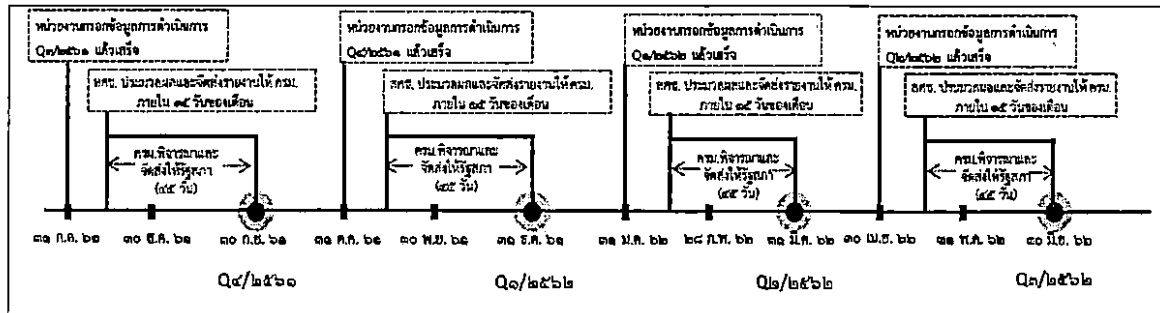 หน่วยงานกรอกข้อมูลการดำเนินการ
Q๓/๒๕๖๑ แล้วเสร็จ
หน่วยงานกรอกข้อมูลการดำเนินการ
Q๔/๒๕๖๑ แล้วเสร็จ
หน่วยงานกรอกข้อมูลการดำเนินการ
Q๑/๒๕๖๒ แล้วเสร็จ
หน่วยงานกรอกข้อมูลการดำเนินการ
Q๒/๒๕๖๒ แล้วเสร็จ
สศช. ประมวลผลและจัดส่งรายงานให้ ครม.
ภายใน ๑๕ วันของเดือน
สศช. ประมวลผลและจัดส่งรายงานให้ ครม.
ภายใน ๑๕ วันของเดือน
สศช. ประมวลผลและจัดส่งรายงานให้ ครม.
ภายใน ๑๕ วันของเดือน
สศช. ประมวลผลและจัดส่งรายงานให้ ครม.
ภายใน ๑๕ วันของเดือน
ครม.พิจารณาและ
จัดส่งให้รัฐสภา
(๔๕ วัน)
ครม.พิจารณาและ
จัดส่งให้รัฐสภา
(๔๕ วัน)
ครม.พิจารณาและ
จัดส่งให้รัฐสภา
(๔๕ วัน)
ครม.พิจารณาและ
จัดส่งให้รัฐสภา
(๔๕ วัน)
๓๑ ก.ค. ๖๑ ๓๐ ส.ค. ๖๑ ๓๐ ก.ย. ๖๑ ๓๑ ต.ค. ๖๑ ๓๐ พ.ย. ๖๑ ๓๑ ธ.ค. ๖๑ ๓๑ ม.ค. ๖๒ ๒๘ ก.พ. ๖๒ ๓๑ มี.ค. ๖๒ ๓๐ เม.ย. ๖๒ ๓๑ พ.ค. ๖๒ ๓๐ มิ.ย. ๖๒
Q๔/๒๕๖๑ Q๑/๒๕๖๒ Q๒/๒๕๖๒ Q๓/๒๕๖๒